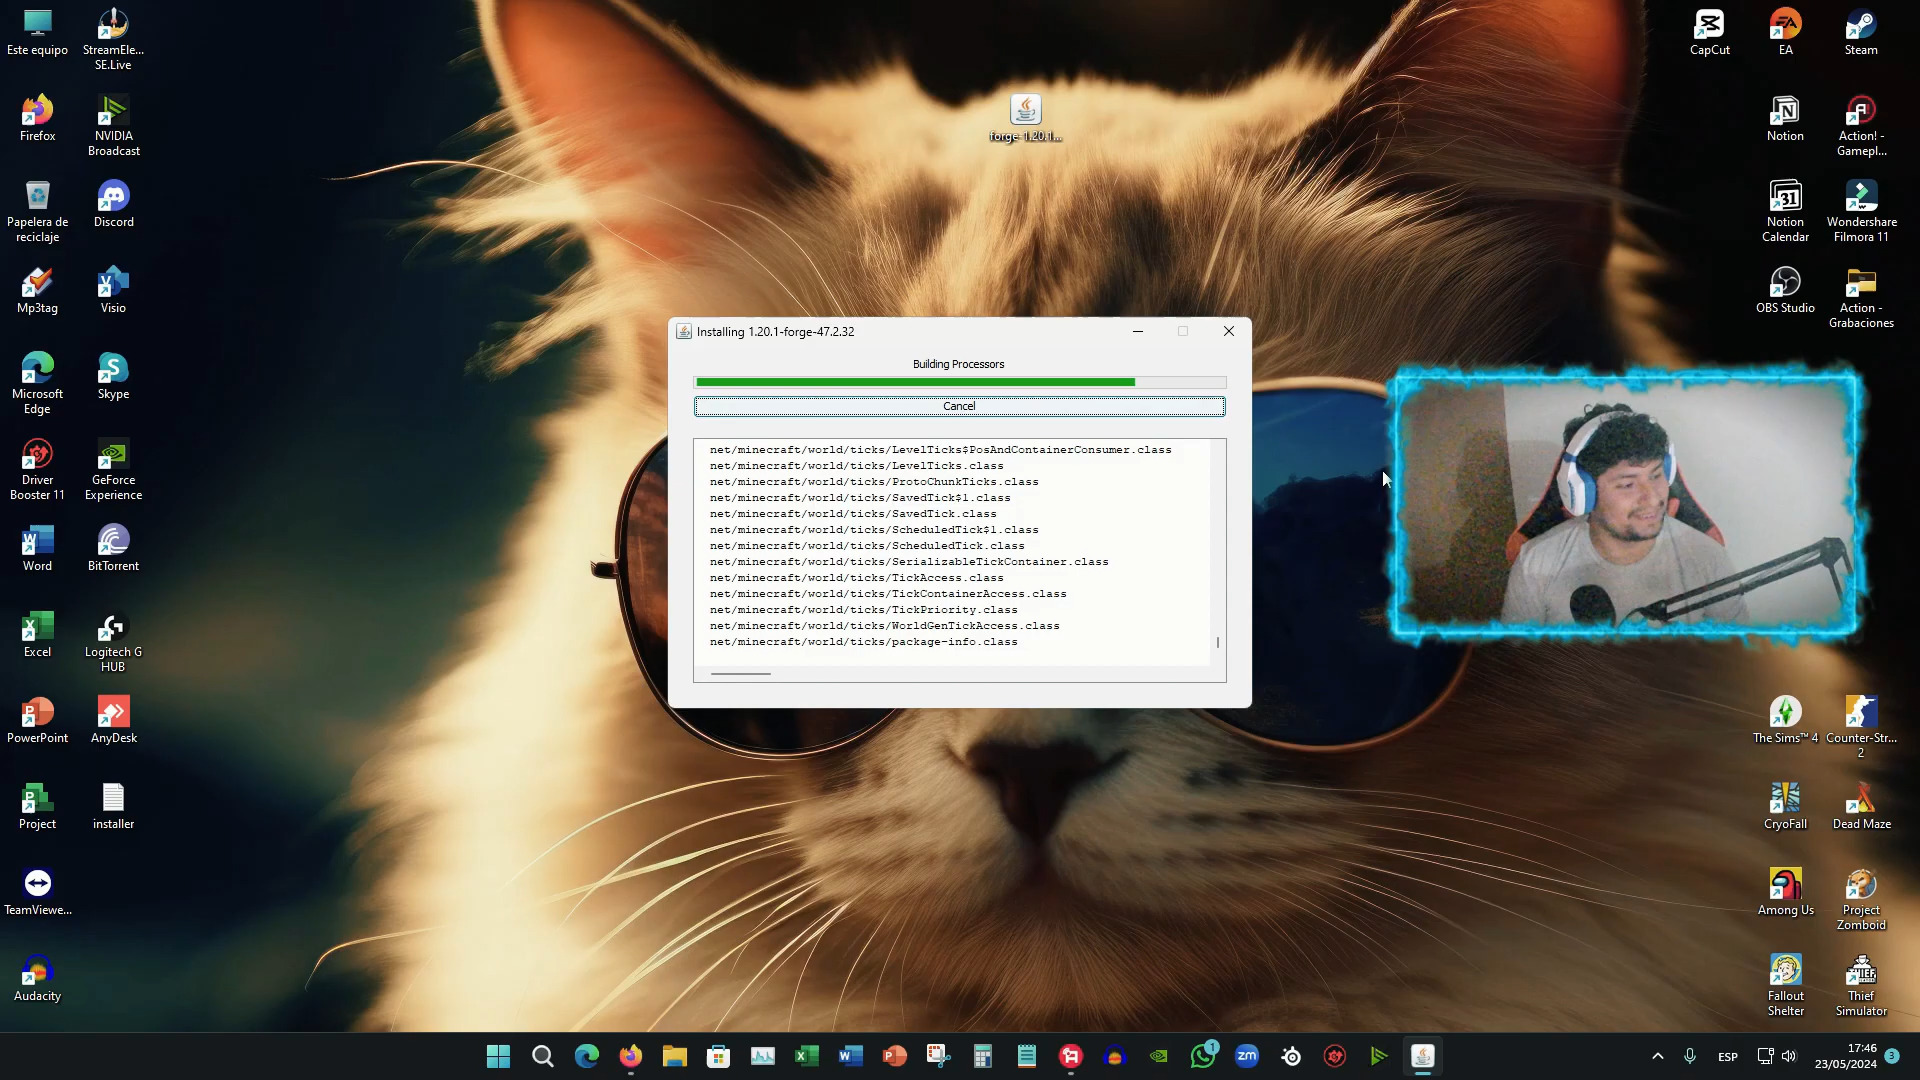 Este equipo
StreamEle...
SE.Live
Firefox
NVIDIA
Broadcast
Papelera de
reciclaje
Discord
Mp3tag
Visio
Microsoft
Edge
Skype
Driver
Booster 11
GeForce
Experience
Word
BitTorrent
Excel
Logitech G
HUB
PowerPoint
AnyDesk
Project
installer
TeamViewe...
Audacity
forge-1.20.1...
Installing 1.20.1-forge-47.2.32
Building Processors
Cancel
net/minecraft/world/ticks/LevelTicks$PosAndContainerConsumer.class
net/minecraft/world/ticks/LevelTicks.class
net/minecraft/world/ticks/ProtoChunkTicks.class
net/minecraft/world/ticks/SavedTick$1.class
net/minecraft/world/ticks/SavedTick.class
net/minecraft/world/ticks/ScheduledTick$1.class
net/minecraft/world/ticks/ScheduledTick.class
net/minecraft/world/ticks/SerializableTickContainer.class
net/minecraft/world/ticks/TickAccess.class
net/minecraft/world/ticks/TickContainerAccess.class
net/minecraft/world/ticks/TickPriority.class
net/minecraft/world/ticks/WorldGenTickAccess.class
net/minecraft/world/ticks/package-info.class
CapCut
EA
Steam
Notion
Action! -
Gamepl...
31
Notion
Calendar
Wondershare
Filmora 11
OBS Studio
Action -
Grabaciones
The Sims™ 4
Counter-Str...
2
CryoFall
Dead Maze
Among Us
Project
Zomboid
Fallout
Shelter
THIEF
Thief
Simulator
1
zm
ESP
17:46
23/05/2024
3